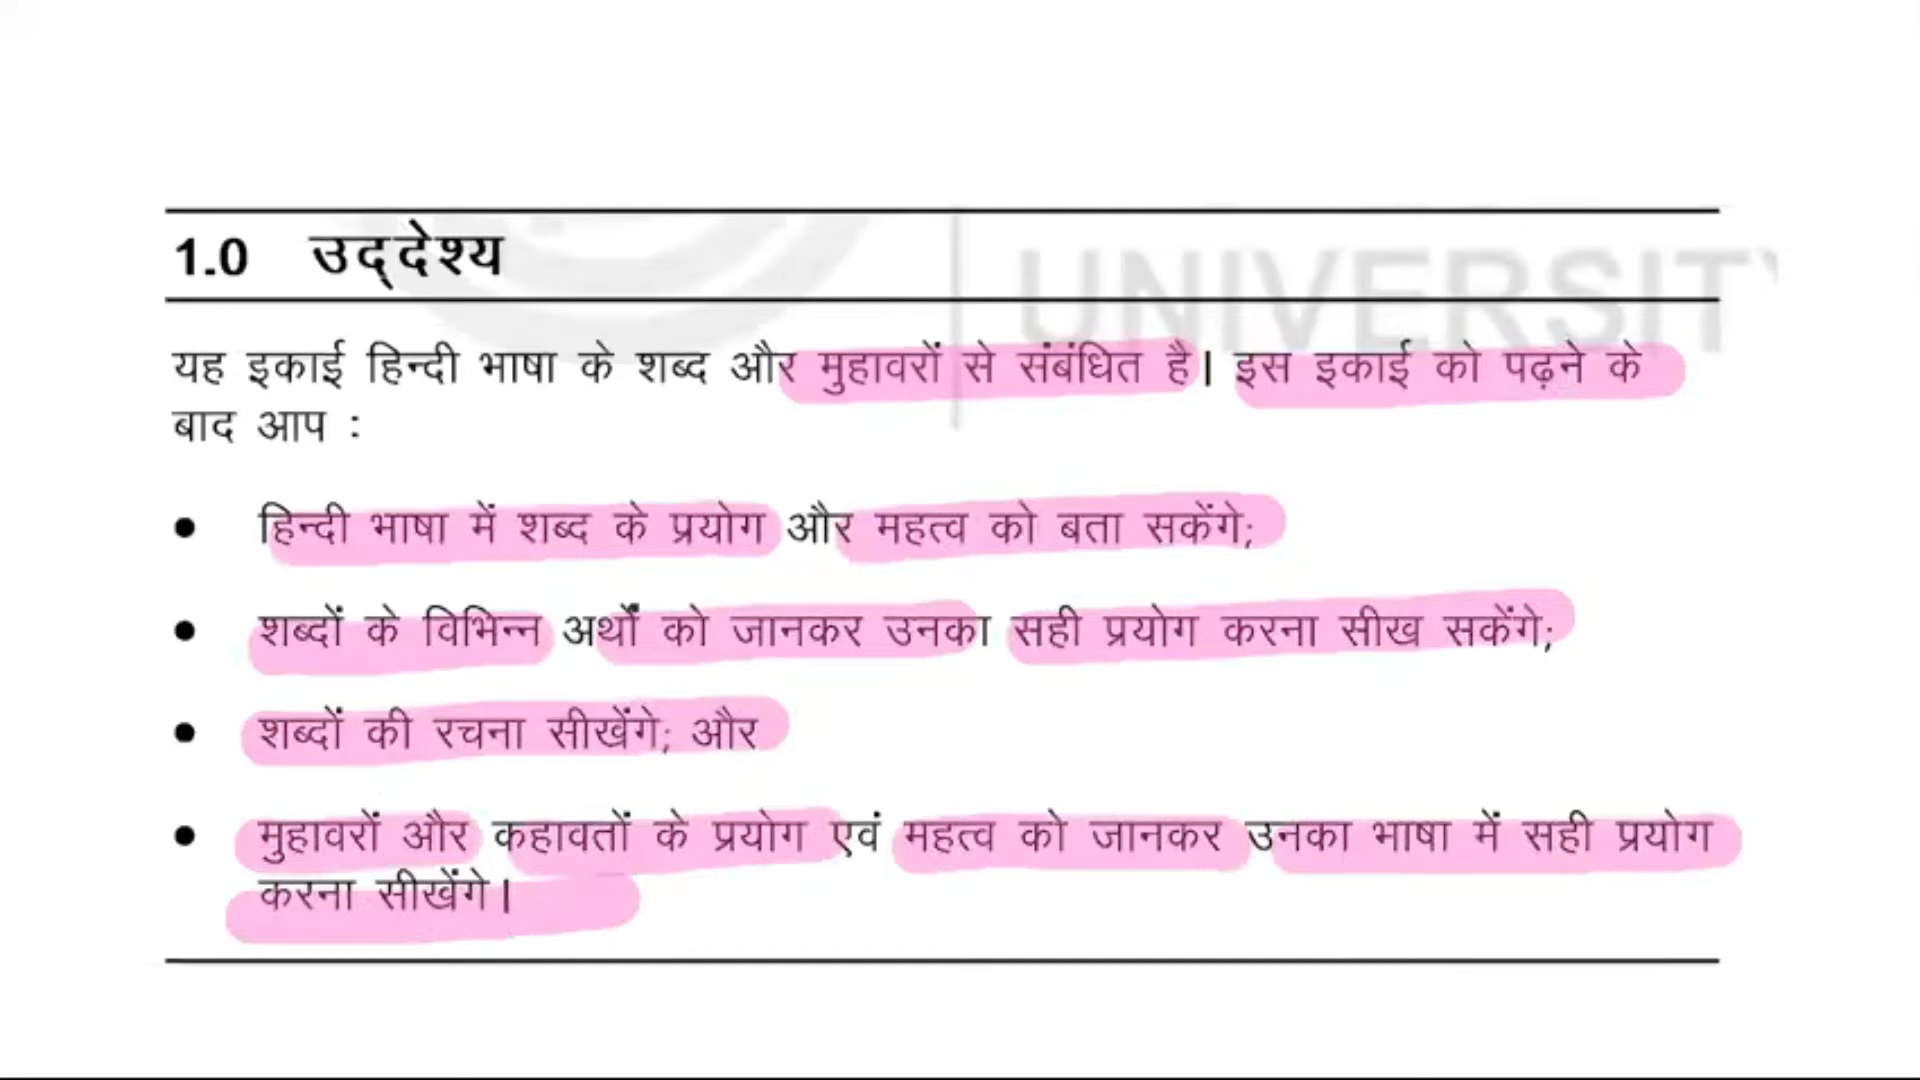 1.0 उद्देश्य
UNIVERSITY
यह इकाई हिन्दी भाषा के शब्द और मुहावरों से संबंधित है। इस इकाई को पढ़ने के
बाद आप :
● हिन्दी भाषा में शब्द के प्रयोग और महत्व को बता सकेंगे;
● शब्दों के विभिन्न अर्थों को जानकर उनका सही प्रयोग करना सीख सकेंगे;
● शब्दों की रचना सीखेंगे; और
● मुहावरों और कहावतों के प्रयोग एवं महत्व को जानकर उनका भाषा में सही प्रयोग
करना सीखेंगे।